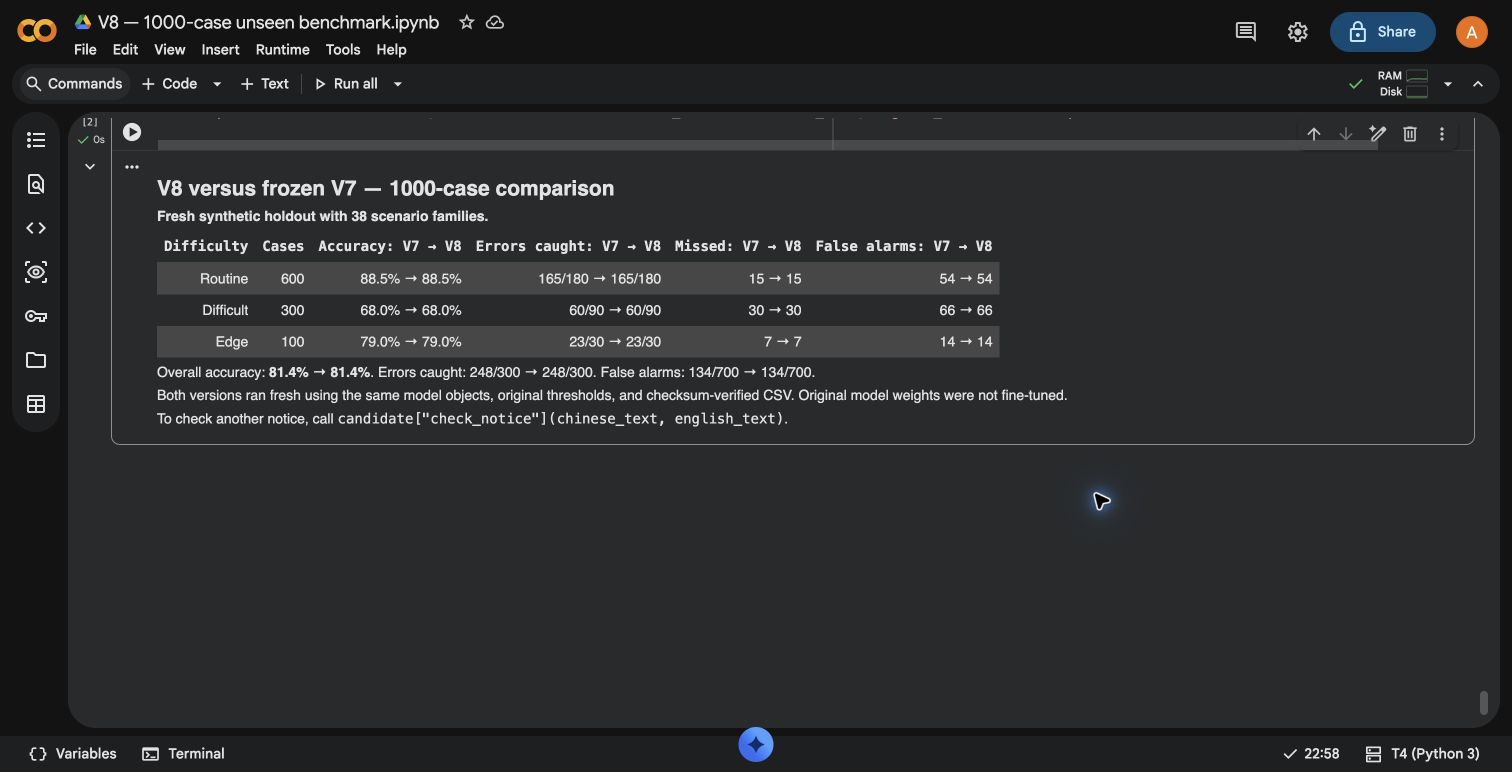 V8 — 1000-case unseen benchmark.ipynb
File Edit View Insert Runtime Tools Help
Share
A
Commands + Code + Text Run all
RAM
Disk
[2]
0s
V8 versus frozen V7 — 1000-case comparison
Fresh synthetic holdout with 38 scenario families.
Difficulty Cases Accuracy: V7 → V8 Errors caught: V7 → V8 Missed: V7 → V8 False alarms: V7 → V8
Routine 600 88.5% → 88.5% 165/180 → 165/180 15 → 15 54 → 54
Difficult 300 68.0% → 68.0% 60/90 → 60/90 30 → 30 66 → 66
Edge 100 79.0% → 79.0% 23/30 → 23/30 7 → 7 14 → 14
Overall accuracy: 81.4% → 81.4%. Errors caught: 248/300 → 248/300. False alarms: 134/700 → 134/700.
Both versions ran fresh using the same model objects, original thresholds, and checksum-verified CSV. Original model weights were not fine-tuned.
To check another notice, call candidate["check_notice"](chinese_text, english_text).
Variables Terminal 22:58 T4 (Python 3)